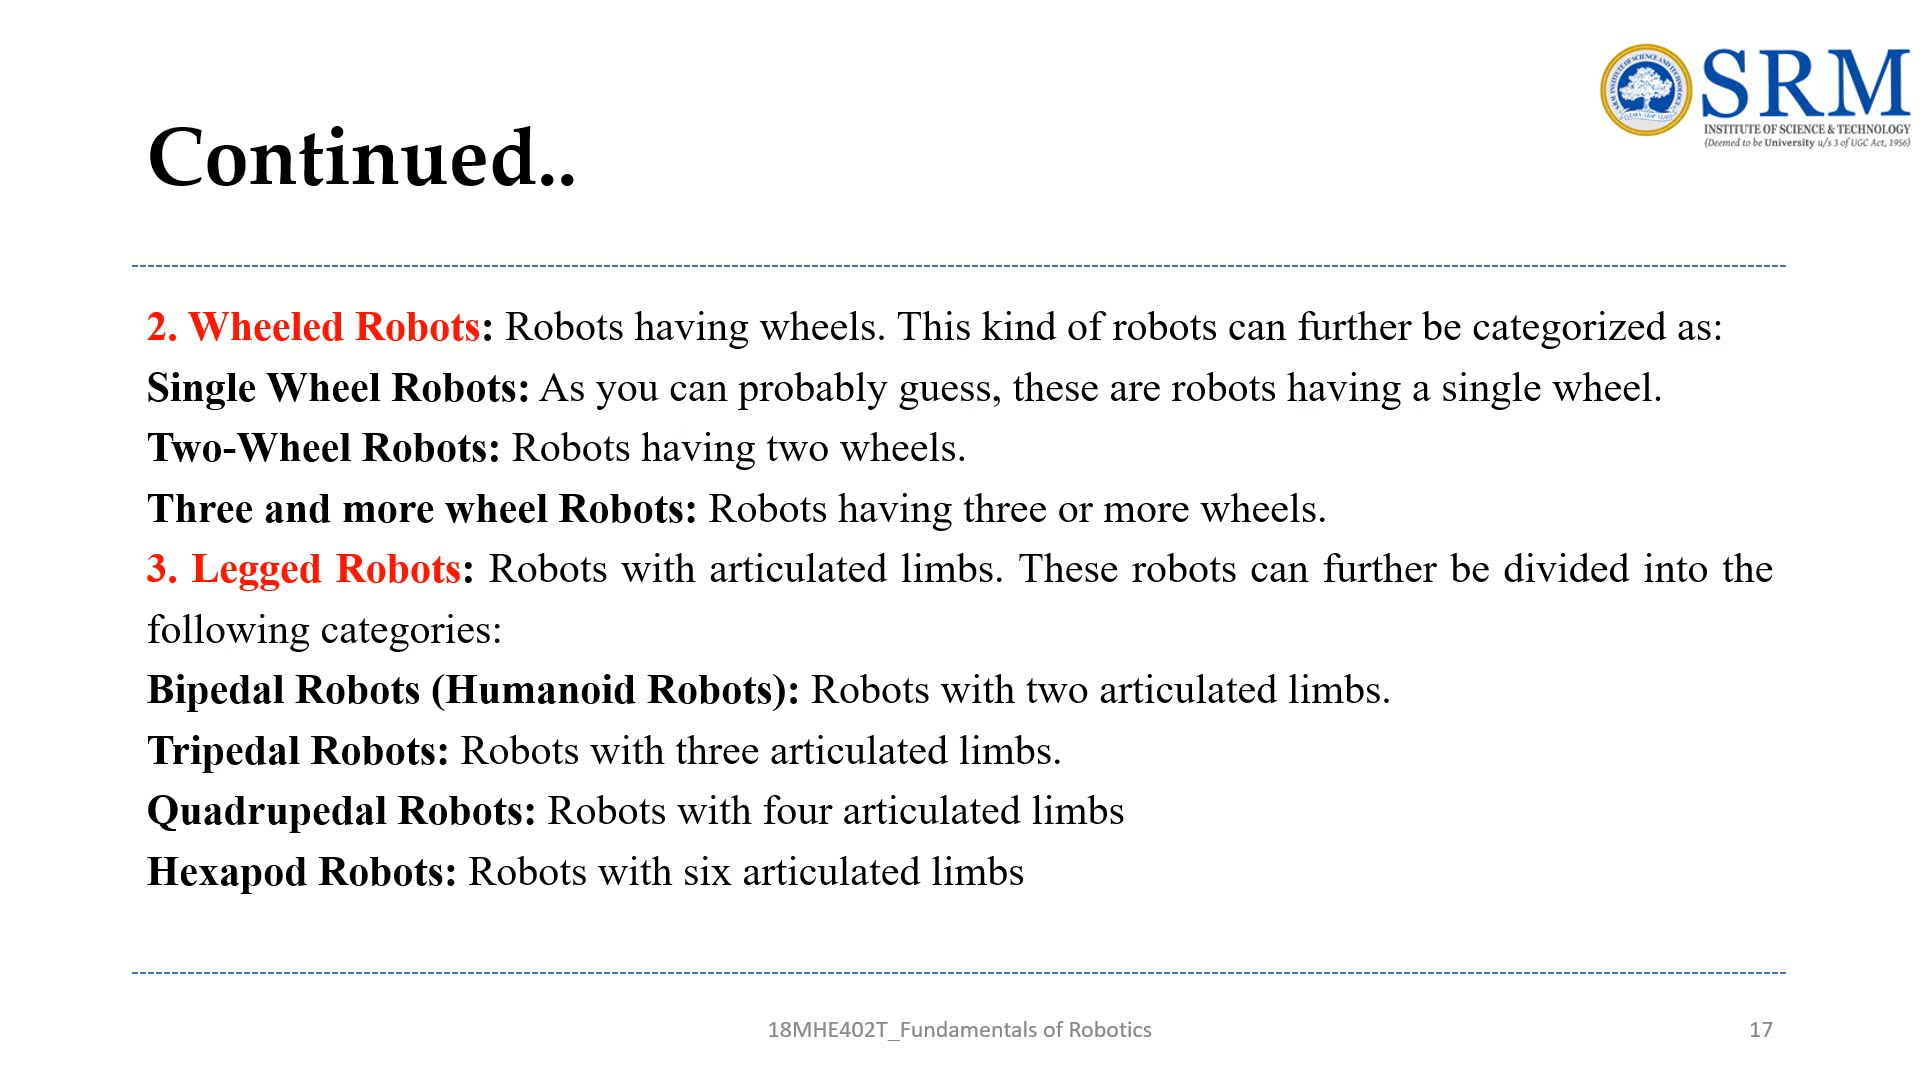 SRM
INSTITUTE OF SCIENCE & TECHNOLOGY
(Deemed to be University u/s 3 of UGC Act, 1956)
Continued..
2. Wheeled Robots: Robots having wheels. This kind of robots can further be categorized as:
Single Wheel Robots: As you can probably guess, these are robots having a single wheel.
Two-Wheel Robots: Robots having two wheels.
Three and more wheel Robots: Robots having three or more wheels.
3. Legged Robots: Robots with articulated limbs. These robots can further be divided into the
following categories:
Bipedal Robots (Humanoid Robots): Robots with two articulated limbs.
Tripedal Robots: Robots with three articulated limbs.
Quadrupedal Robots: Robots with four articulated limbs
Hexapod Robots: Robots with six articulated limbs
18MHE402T_Fundamentals of Robotics
17